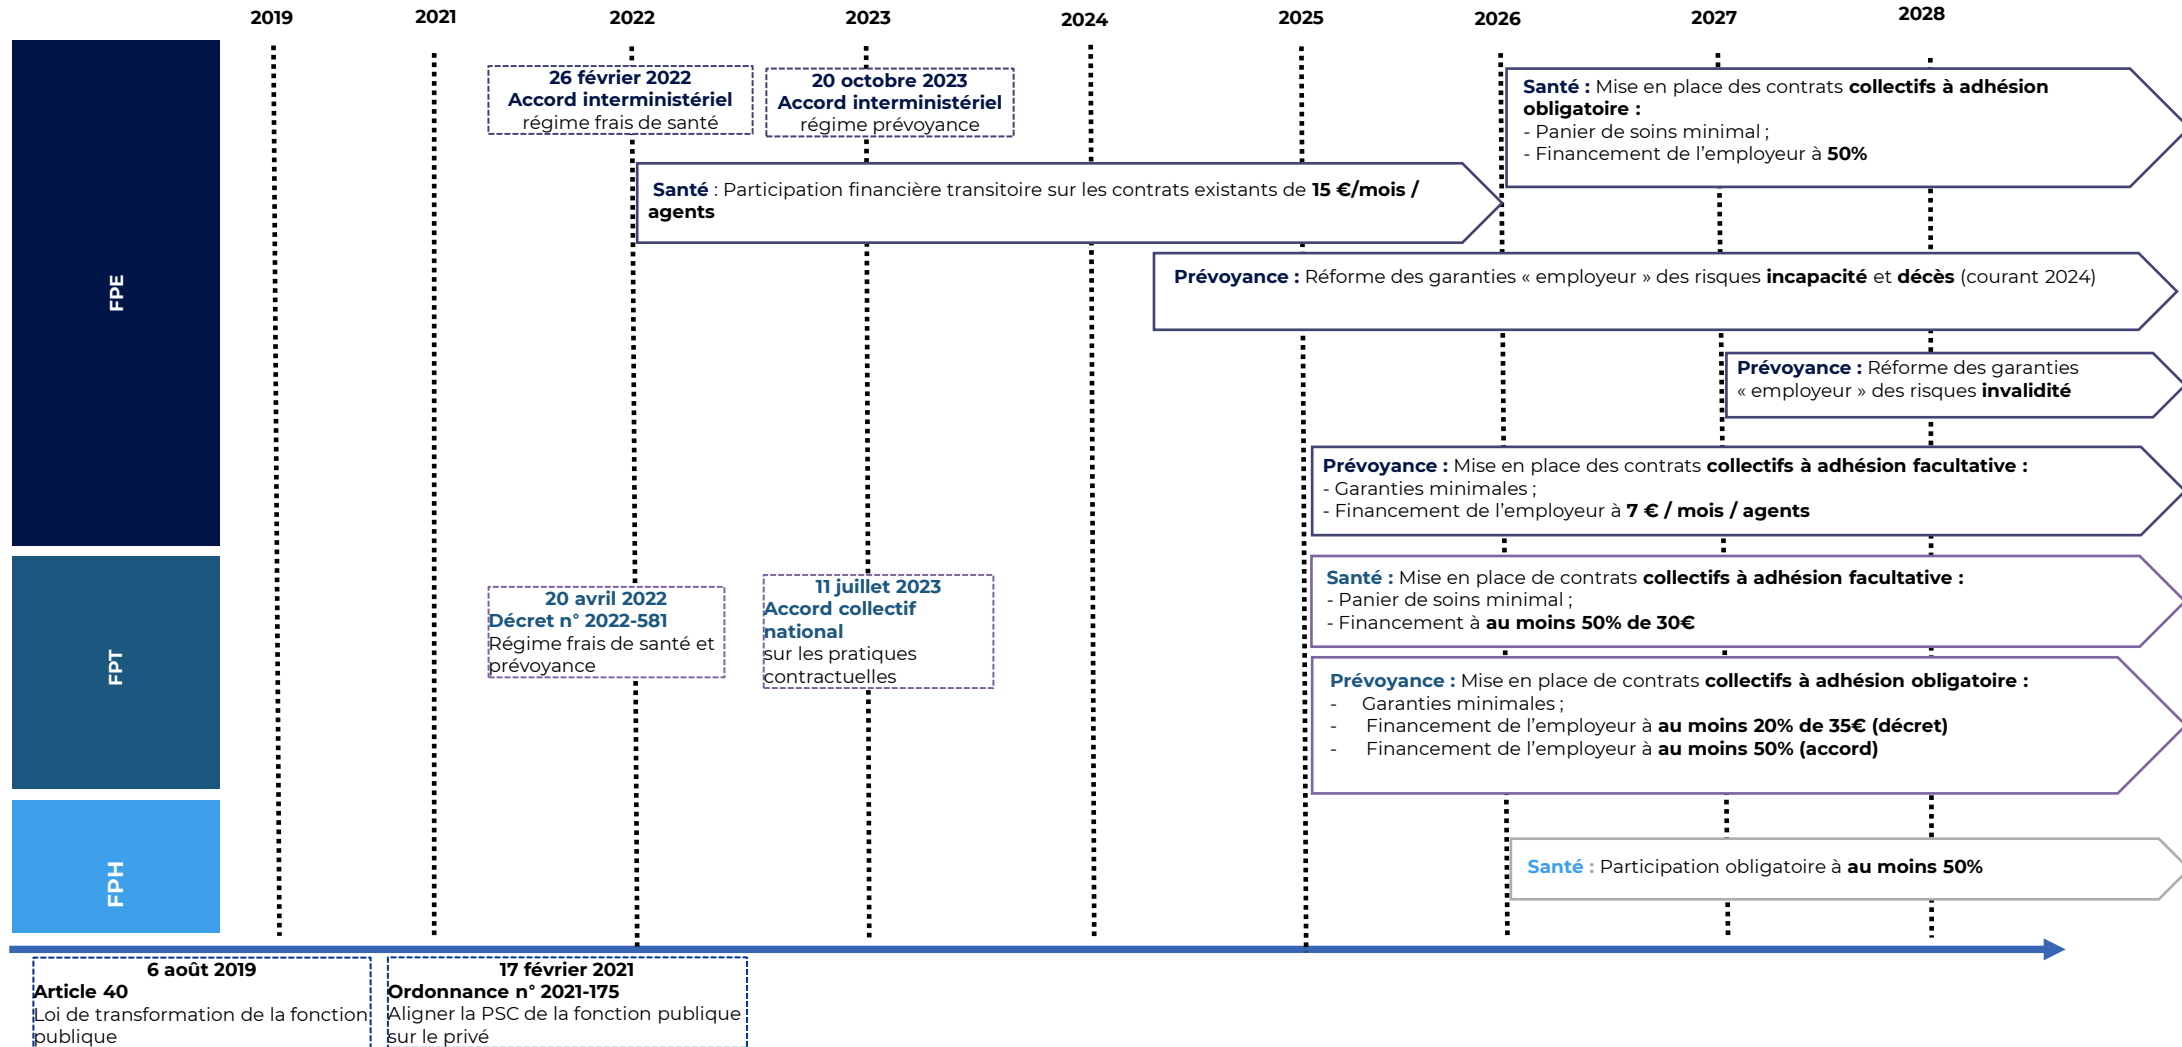 2019
2021
2022
2023
2024
2025
2026
2027
2028
FPE
26 février 2022
Accord interministériel
régime frais de santé
20 octobre 2023
Accord interministériel
régime prévoyance
Santé : Mise en place des contrats collectifs à adhésion
obligatoire :
- Panier de soins minimal ;
- Financement de l’employeur à 50%
Santé : Participation financière transitoire sur les contrats existants de 15 €/mois /
agents
Prévoyance : Réforme des garanties « employeur » des risques incapacité et décès (courant 2024)
Prévoyance : Réforme des garanties
« employeur » des risques invalidité
Prévoyance : Mise en place des contrats collectifs à adhésion facultative :
- Garanties minimales ;
- Financement de l’employeur à 7 € / mois / agents
FPT
20 avril 2022
Décret n° 2022-581
Régime frais de santé et
prévoyance
11 juillet 2023
Accord collectif
national
sur les pratiques
contractuelles
Santé : Mise en place de contrats collectifs à adhésion facultative :
- Panier de soins minimal ;
- Financement à au moins 50% de 30€
Prévoyance : Mise en place de contrats collectifs à adhésion obligatoire :
- Garanties minimales ;
- Financement de l’employeur à au moins 20% de 35€ (décret)
- Financement de l’employeur à au moins 50% (accord)
FPH
Santé : Participation obligatoire à au moins 50%
6 août 2019
Article 40
Loi de transformation de la fonction
publique
17 février 2021
Ordonnance n° 2021-175
Aligner la PSC de la fonction publique
sur le privé